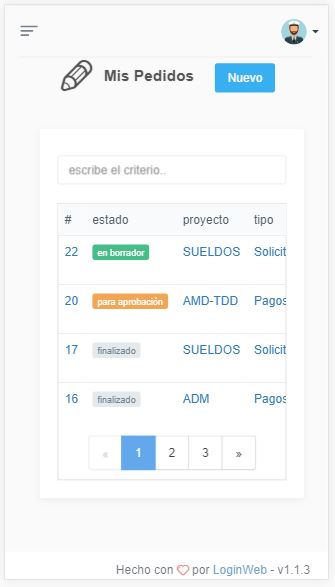 Mis Pedidos Nuevo
escribe el criterio..
# estado proyecto tipo
22 en borrador SUELDOS Solicit
20 para aprobación AMD-TDD Pagos
17 finalizado SUELDOS Solicit
16 finalizado ADM Pagos
« 1 2 3 »
Hecho con por LoginWeb - v1.1.3